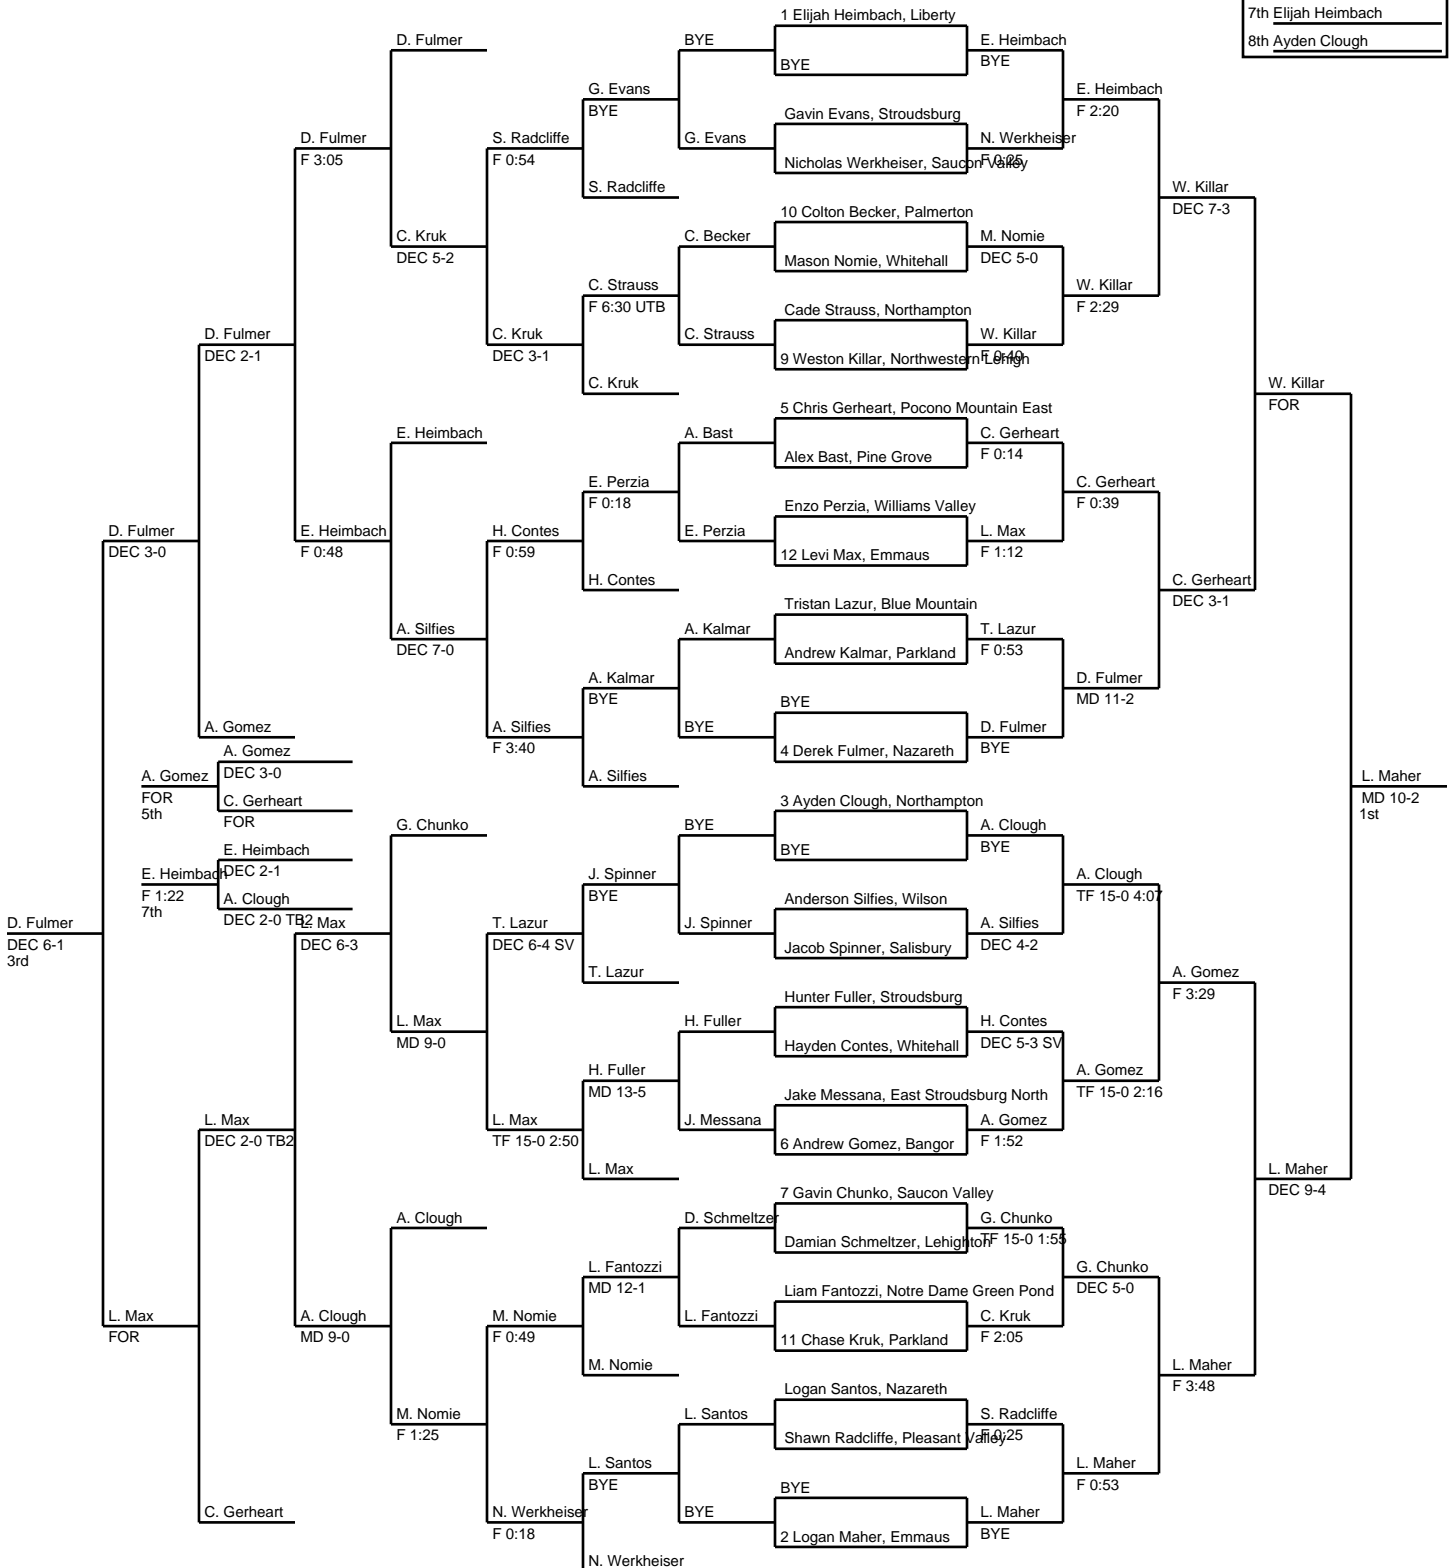 7th Elijah Heimbach
8th Ayden Clough
1 Elijah Heimbach, Liberty
BYE
Gavin Evans, Stroudsburg
Nicholas Werkheiser, Saucon Valley
10 Colton Becker, Palmerton
Mason Nomie, Whitehall
Cade Strauss, Northampton
9 Weston Killar, Northwestern Lehigh
5 Chris Gerheart, Pocono Mountain East
Alex Bast, Pine Grove
Enzo Perzia, Williams Valley
12 Levi Max, Emmaus
Tristan Lazur, Blue Mountain
Andrew Kalmar, Parkland
BYE
4 Derek Fulmer, Nazareth
3 Ayden Clough, Northampton
BYE
Anderson Silfies, Wilson
Jacob Spinner, Salisbury
Hunter Fuller, Stroudsburg
Hayden Contes, Whitehall
Jake Messana, East Stroudsburg North
6 Andrew Gomez, Bangor
7 Gavin Chunko, Saucon Valley
Damian Schmeltzer, Lehighton
Liam Fantozzi, Notre Dame Green Pond
11 Chase Kruk, Parkland
Logan Santos, Nazareth
Shawn Radcliffe, Pleasant Valley
BYE
2 Logan Maher, Emmaus
E. Heimbach
BYE
N. Werkheiser
F 0:25
M. Nomie
DEC 5-0
W. Killar
F 0:40
C. Gerheart
F 0:14
L. Max
F 1:12
T. Lazur
F 0:53
D. Fulmer
BYE
A. Clough
BYE
A. Silfies
DEC 4-2
H. Contes
DEC 5-3 SV
A. Gomez
F 1:52
G. Chunko
TF 15-0 1:55
C. Kruk
F 2:05
S. Radcliffe
F 0:25
L. Maher
BYE
E. Heimbach
F 2:20
W. Killar
F 2:29
C. Gerheart
F 0:39
D. Fulmer
MD 11-2
A. Clough
TF 15-0 4:07
A. Gomez
TF 15-0 2:16
G. Chunko
DEC 5-0
L. Maher
F 0:53
W. Killar
DEC 7-3
C. Gerheart
DEC 3-1
A. Gomez
F 3:29
L. Maher
F 3:48
W. Killar
FOR
L. Maher
DEC 9-4
L. Maher
MD 10-2
1st
BYE
G. Evans
C. Becker
C. Strauss
A. Bast
E. Perzia
A. Kalmar
BYE
BYE
J. Spinner
H. Fuller
J. Messana
D. Schmeltzer
L. Fantozzi
L. Santos
BYE
G. Evans
BYE
S. Radcliffe
C. Strauss
F 6:30 UTB
C. Kruk
E. Perzia
F 0:18
H. Contes
A. Kalmar
BYE
A. Silfies
J. Spinner
BYE
T. Lazur
H. Fuller
MD 13-5
L. Max
L. Fantozzi
MD 12-1
M. Nomie
L. Santos
BYE
N. Werkheiser
S. Radcliffe
F 0:54
C. Kruk
DEC 3-1
H. Contes
F 0:59
A. Silfies
F 3:40
T. Lazur
DEC 6-4 SV
L. Max
TF 15-0 2:50
M. Nomie
F 0:49
N. Werkheiser
F 0:18
D. Fulmer
C. Kruk
DEC 5-2
E. Heimbach
A. Silfies
DEC 7-0
G. Chunko
L. Max
MD 9-0
A. Clough
M. Nomie
F 1:25
D. Fulmer
F 3:05
E. Heimbach
F 0:48
L. Max
DEC 6-3
A. Clough
MD 9-0
D. Fulmer
DEC 2-1
A. Gomez
L. Max
DEC 2-0 TB2
C. Gerheart
D. Fulmer
DEC 3-0
L. Max
FOR
D. Fulmer
DEC 6-1
3rd
A. Gomez
DEC 3-0
C. Gerheart
FOR
A. Gomez
FOR
5th
E. Heimbach
DEC 2-1
A. Clough
DEC 2-0 TB2
E. Heimbach
F 1:22
7th